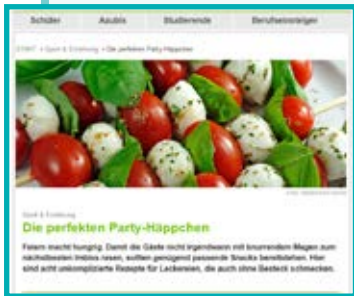 Schüler Azubis Studierende Berufseinsteiger
START > Sport & Ernährung > Die perfekten Party-Häppchen
Sport & Ernährung
Die perfekten Party-Häppchen
Feiern macht hungrig. Damit die Gäste nicht irgendwann mit knurrendem Magen zum
nächstbesten Imbiss rasen, sollten genügend passende Snacks bereitstehen. Hier
sind acht unkomplizierte Rezepte für Leckereien, die auch ohne Besteck schmecken.